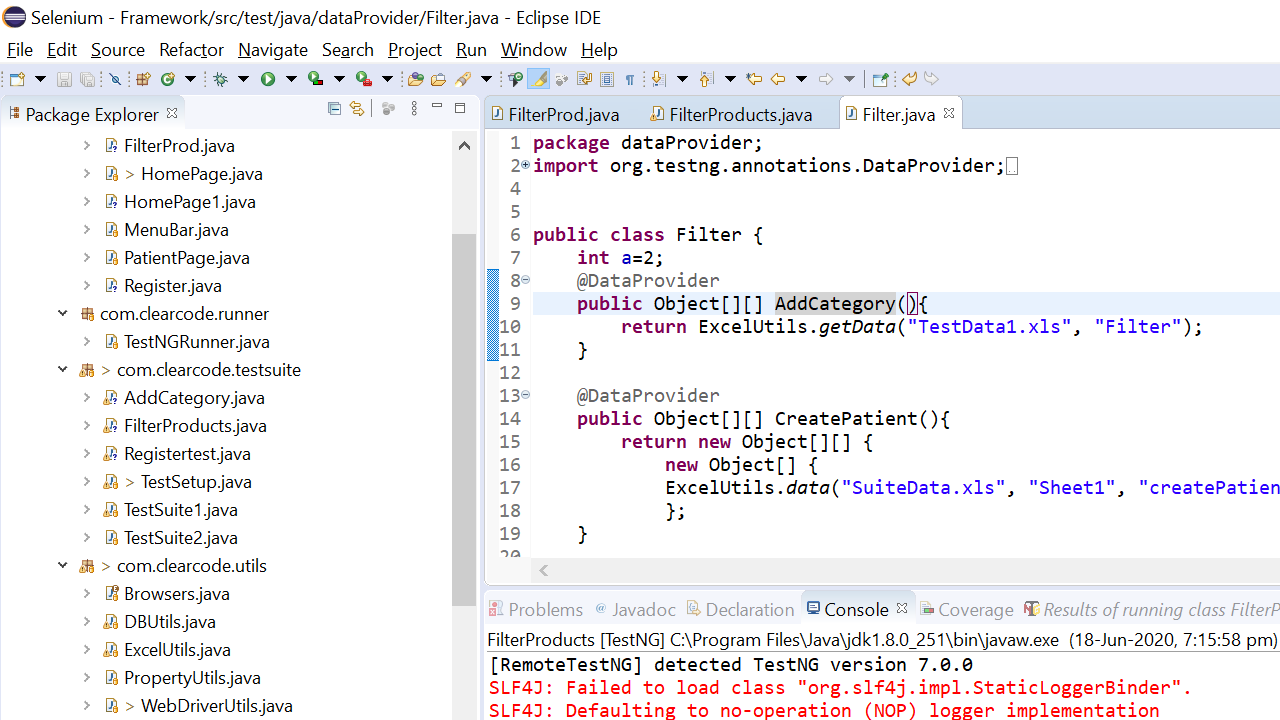 Selenium - Framework/src/test/java/dataProvider/Filter.java - Eclipse IDE
File Edit Source Refactor Navigate Search Project Run Window Help
Package Explorer
FilterProd.java
> HomePage.java
HomePage1.java
MenuBar.java
PatientPage.java
Register.java
com.clearcode.runner
TestNGRunner.java
> com.clearcode.testsuite
AddCategory.java
FilterProducts.java
Registertest.java
> TestSetup.java
TestSuite1.java
TestSuite2.java
> com.clearcode.utils
Browsers.java
DBUtils.java
ExcelUtils.java
PropertyUtils.java
> WebDriverUtils.java
FilterProd.java FilterProducts.java Filter.java
1 package dataProvider;
2 import org.testng.annotations.DataProvider;
4
5
6 public class Filter {
7 int a=2;
8 @DataProvider
9 public Object[][] AddCategory(){
10 return ExcelUtils.getData("TestData1.xls", "Filter");
11 }
12
13 @DataProvider
14 public Object[][] CreatePatient(){
15 return new Object[][] {
16 new Object[] {
17 ExcelUtils.data("SuiteData.xls", "Sheet1", "createPatien
18 };
19 }
20
Problems Javadoc Declaration Console Coverage Results of running class FilterP
FilterProducts [TestNG] C:\Program Files\Java\jdk1.8.0_251\bin\javaw.exe (18-Jun-2020, 7:15:58 pm)
[RemoteTestNG] detected TestNG version 7.0.0
SLF4J: Failed to load class "org.slf4j.impl.StaticLoggerBinder".
SLF4J: Defaulting to no-operation (NOP) logger implementation